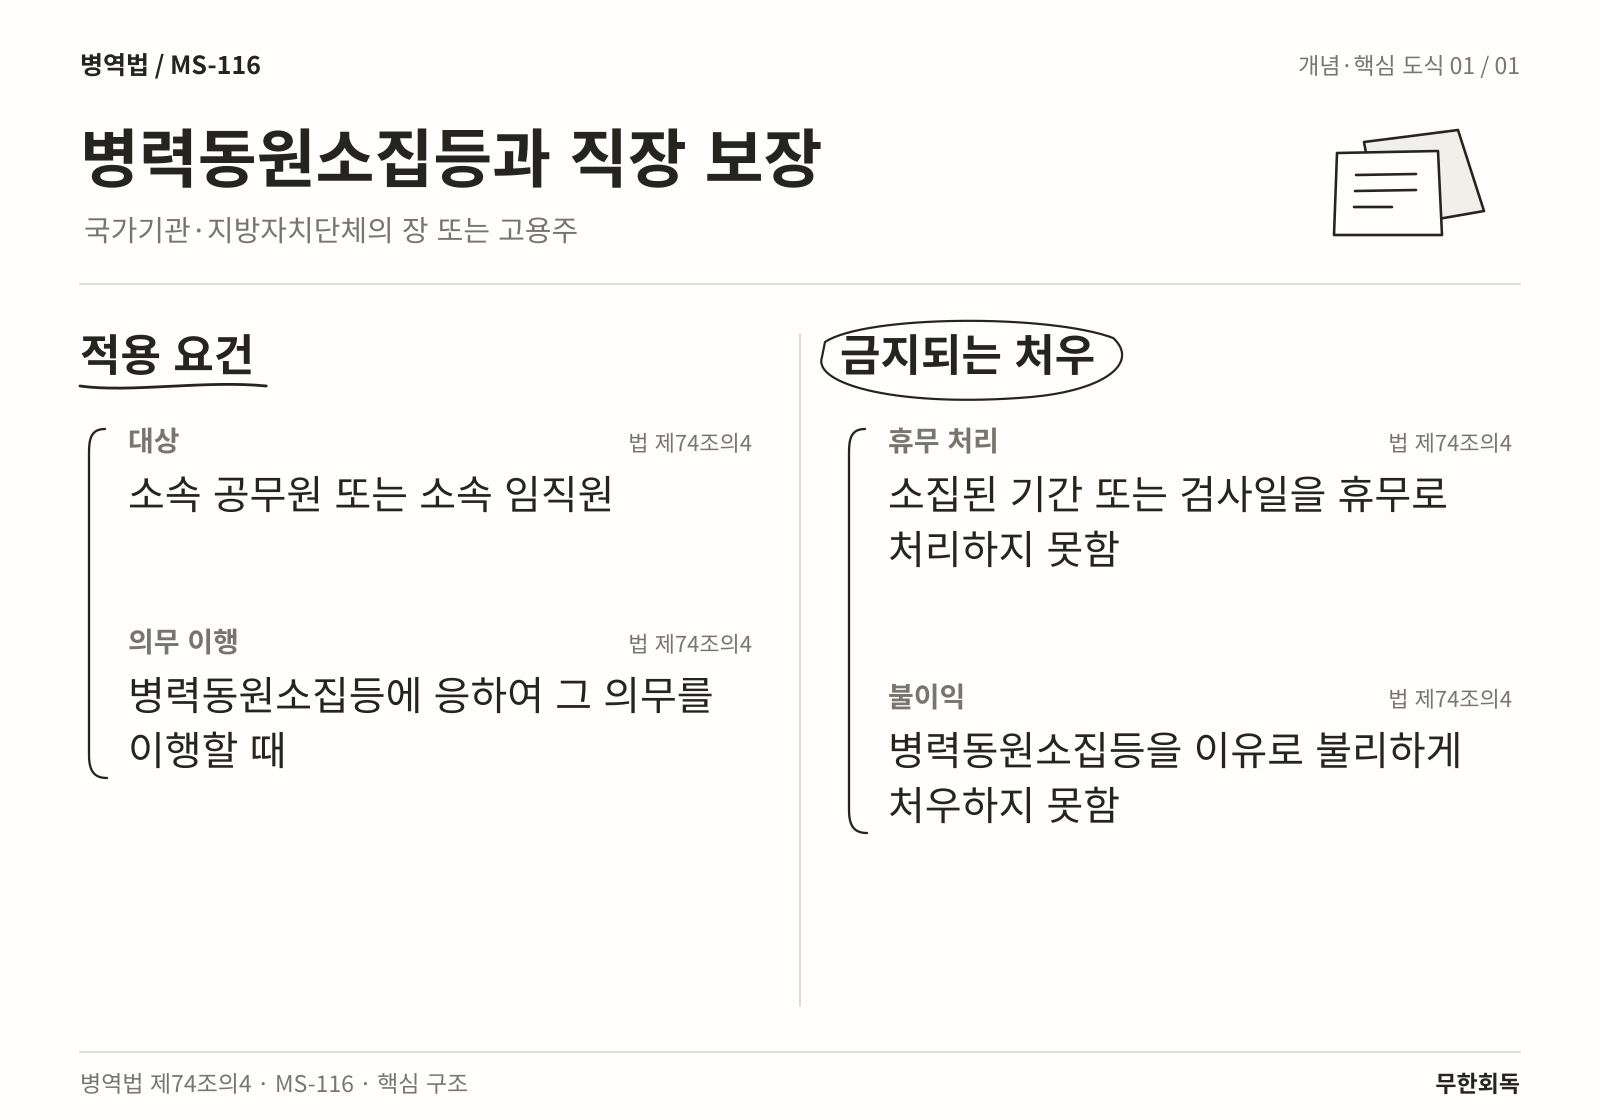 병역법 / MS-116
개념·핵심 도식 01 / 01
병력동원소집등과 직장 보장
국가기관·지방자치단체의 장 또는 고용주
적용 요건
대상
법 제74조의4
소속 공무원 또는 소속 임직원
의무 이행
법 제74조의4
병력동원소집등에 응하여 그 의무를
이행할 때
금지되는 처우
휴무 처리
법 제74조의4
소집된 기간 또는 검사일을 휴무로
처리하지 못함
불이익
법 제74조의4
병력동원소집등을 이유로 불리하게
처우하지 못함
병역법 제74조의4 · MS-116 · 핵심 구조
무한회독